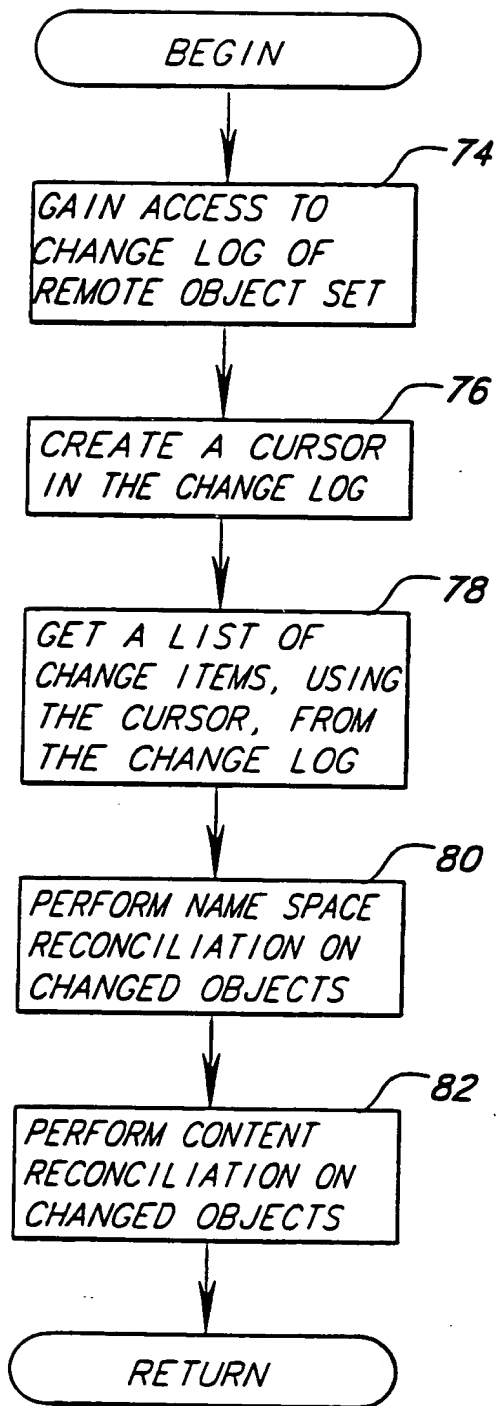 BEGIN
74
GAIN ACCESS TO
CHANGE LOG OF
REMOTE OBJECT SET
76
CREATE A CURSOR
IN THE CHANGE LOG
78
GET A LIST OF
CHANGE ITEMS, USING
THE CURSOR, FROM
THE CHANGE LOG
80
PERFORM NAME SPACE
RECONCILIATION ON
CHANGED OBJECTS
82
PERFORM CONTENT
RECONCILIATION ON
CHANGED OBJECTS
RETURN